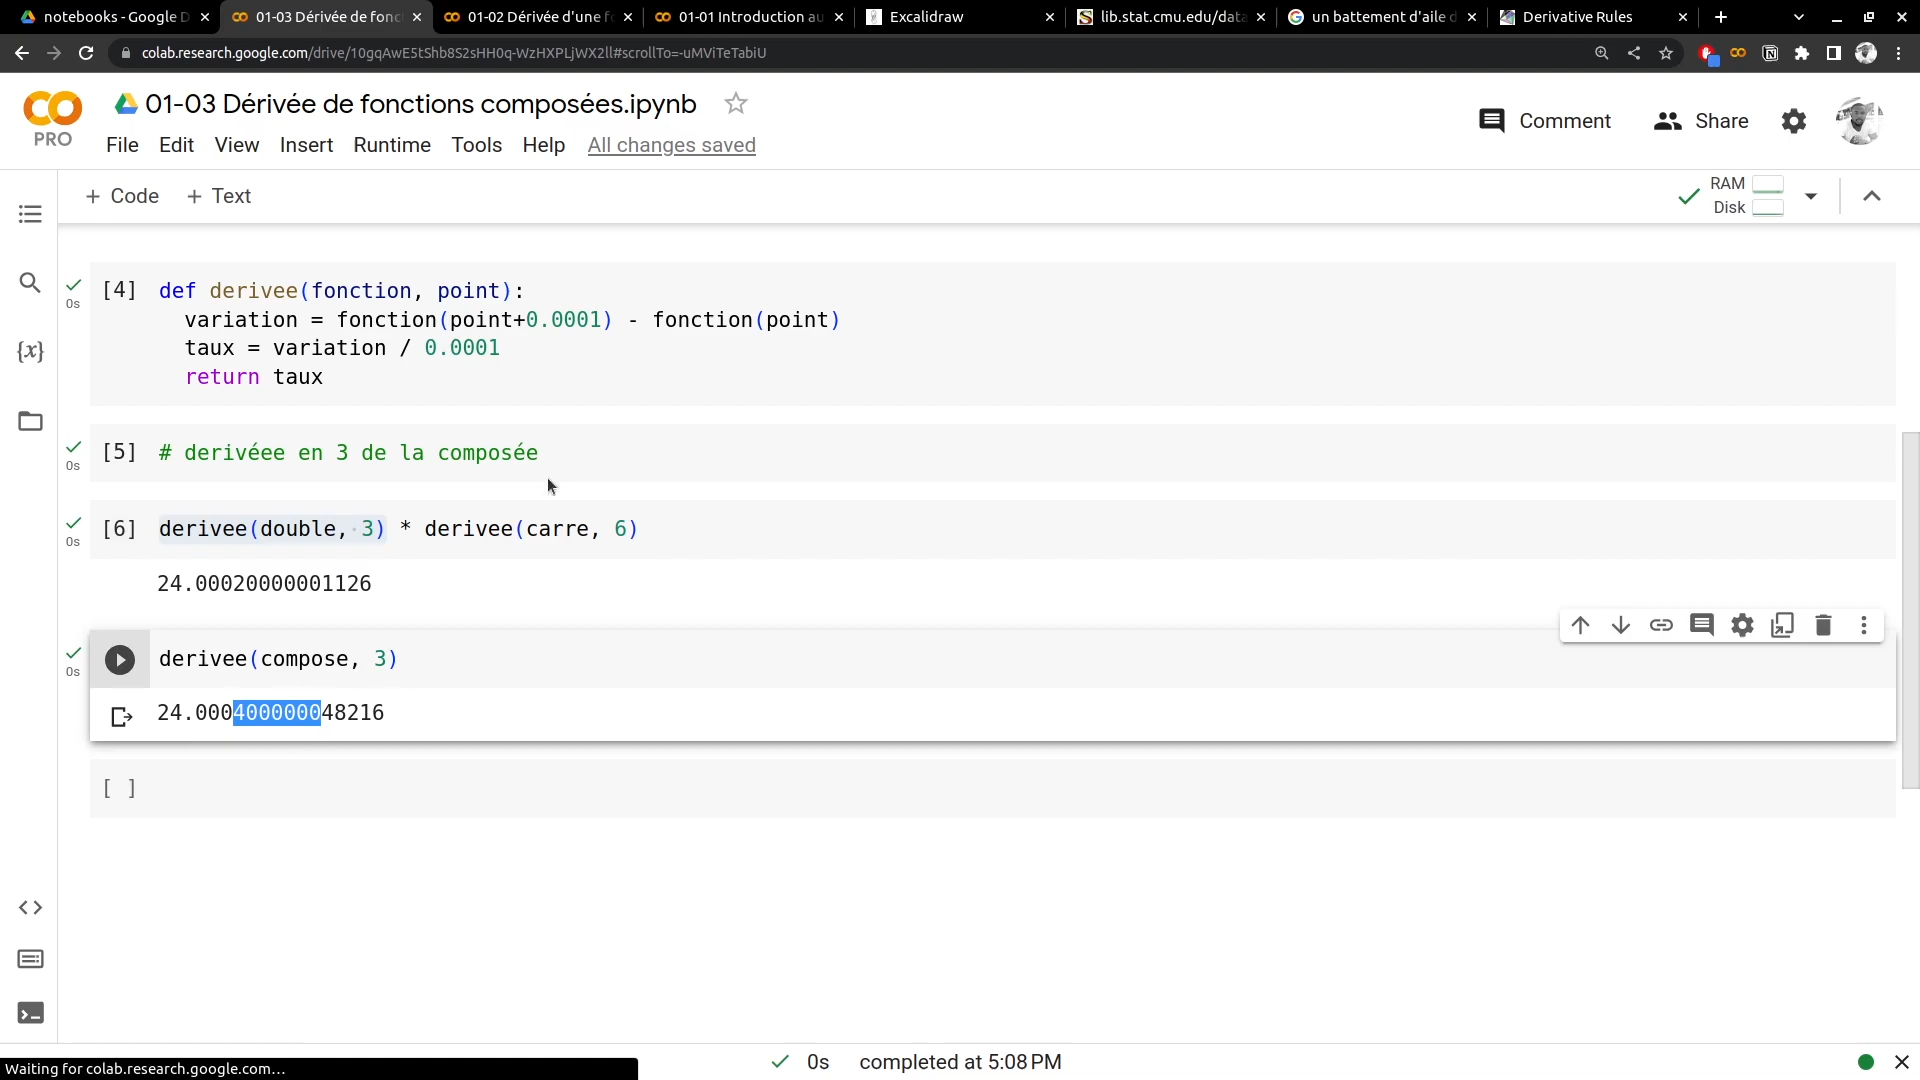 notebooks - Google D
01-03 Dérivée de fonct
01-02 Dérivée d'une fo
01-01 Introduction au
Excalidraw
lib.stat.cmu.edu/data
un battement d'aile d
Derivative Rules
colab.research.google.com/drive/10gqAwE5tShb8S2sHH0q-WzHXPLjWX2ll#scrollTo=-uMViTeTabiU
PRO
01-03 Dérivée de fonctions composées.ipynb
File Edit View Insert Runtime Tools Help All changes saved
Comment
Share
+ Code + Text
RAM
Disk
0s
[4] def derivee(fonction, point):
variation = fonction(point+0.0001) - fonction(point)
taux = variation / 0.0001
return taux
0s
[5] # derivéee en 3 de la composée
0s
[6] derivee(double, 3) * derivee(carre, 6)
24.00020000001126
0s
derivee(compose, 3)
24.000400000048216
[ ]
Waiting for colab.research.google.com...
0s completed at 5:08 PM